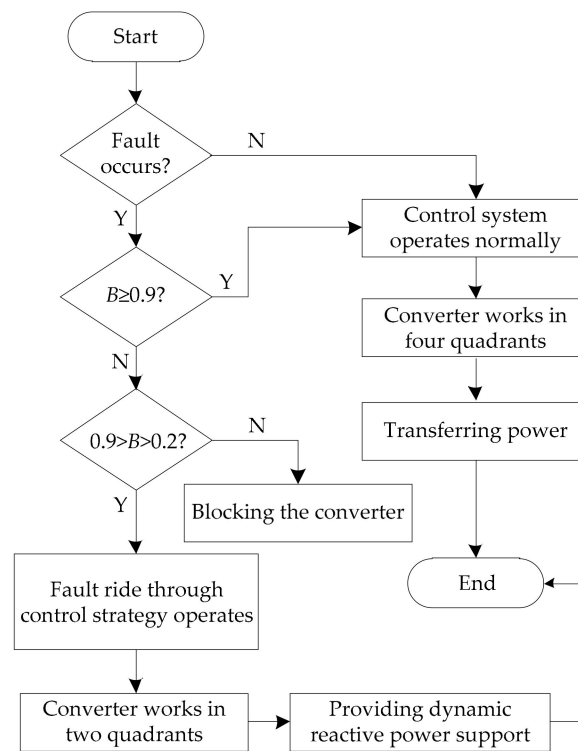 Start
Fault
occurs?
N
Y
Control system
operates normally
B≥0.9?
Y
N
Converter works in
four quadrants
0.9>B>0.2?
N
Y
Transferring power
Blocking the converter
Fault ride through
control strategy operates
End
Converter works in
two quadrants
Providing dynamic
reactive power support